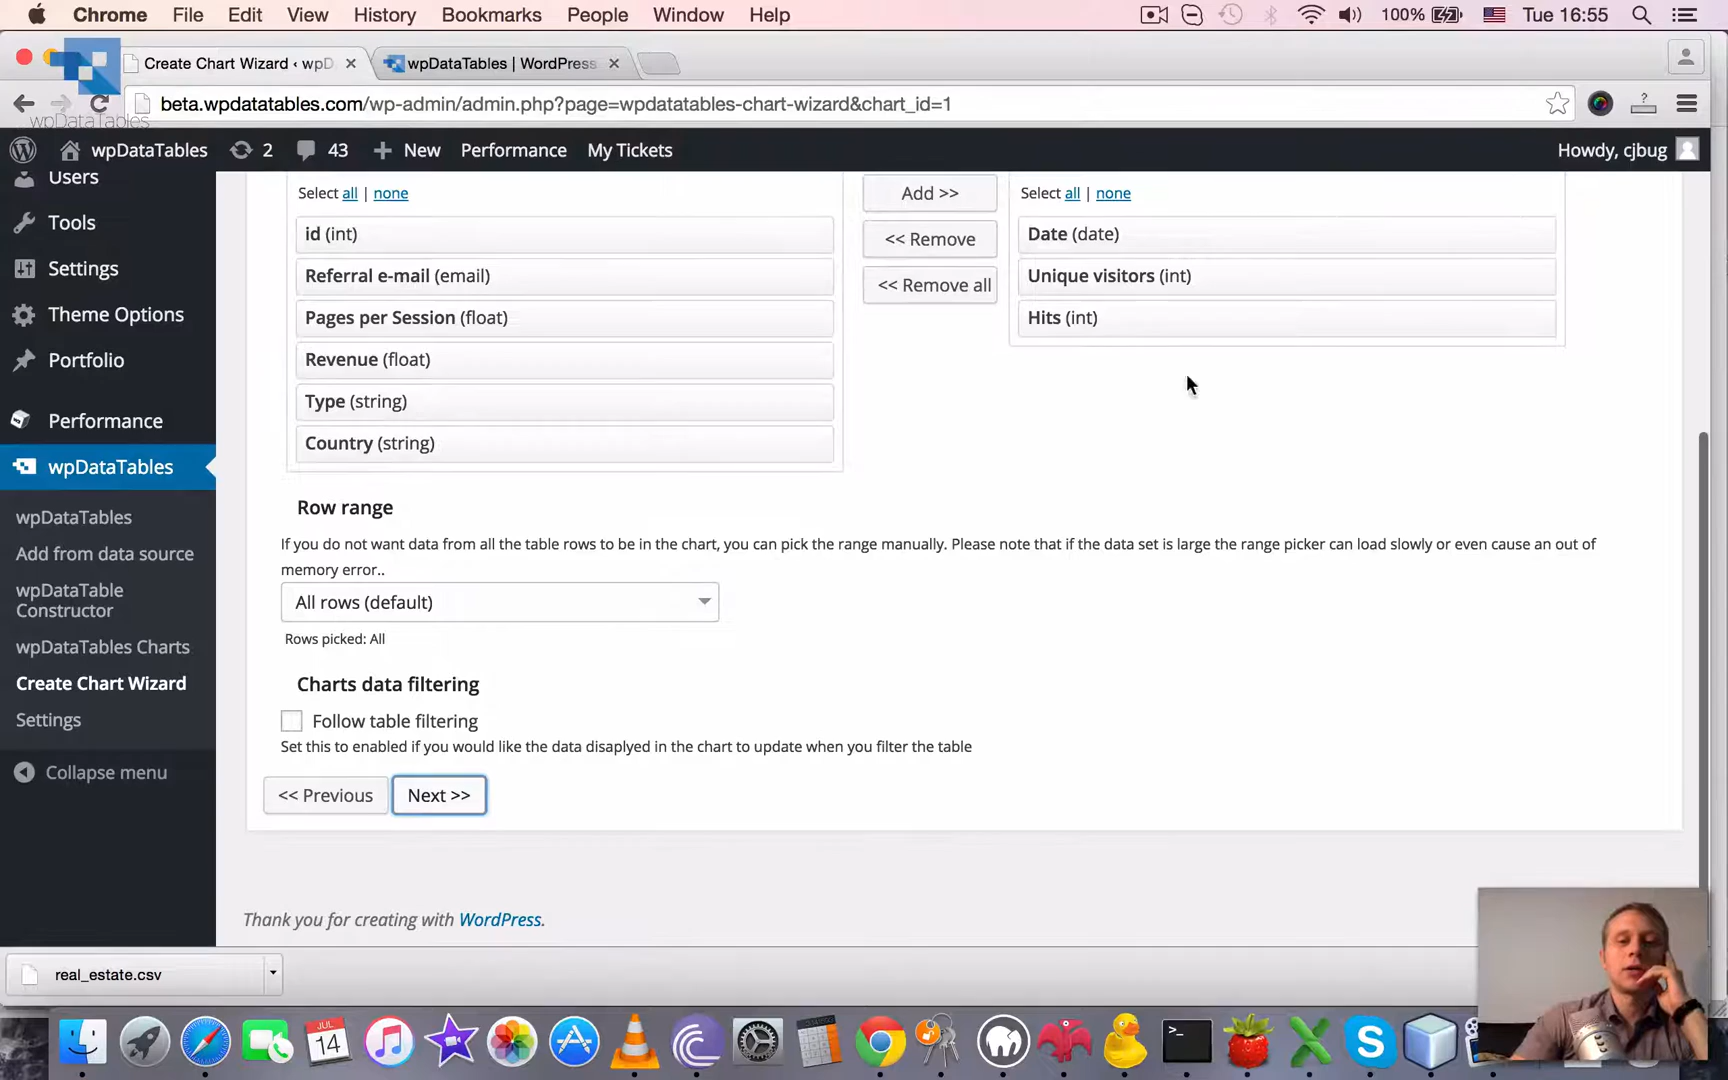 Chrome File Edit View History Bookmarks People Window Help 100% Tue 16:55
Create Chart Wizard ‹ wpD
wpDataTables | WordPress
beta.wpdatatables.com/wp-admin/admin.php?page=wpdatatables-chart-wizard&chart_id=1
wpDataTables
wpDataTables 2 43 New Performance My Tickets Howdy, cjbug
Users
Tools
Settings
Theme Options
Portfolio
Performance
wpDataTables
wpDataTables
Add from data source
wpDataTable
Constructor
wpDataTables Charts
Create Chart Wizard
Settings
Collapse menu
Select all | none
id (int)
Referral e-mail (email)
Pages per Session (float)
Revenue (float)
Type (string)
Country (string)
Add >>
<< Remove
<< Remove all
Select all | none
Date (date)
Unique visitors (int)
Hits (int)
Row range
If you do not want data from all the table rows to be in the chart, you can pick the range manually. Please note that if the data set is large the range picker can load slowly or even cause an out of
memory error..
All rows (default)
Rows picked: All
Charts data filtering
Follow table filtering
Set this to enabled if you would like the data disaplyed in the chart to update when you filter the table
<< Previous
Next >>
Thank you for creating with WordPress.
real_estate.csv
JUL
14